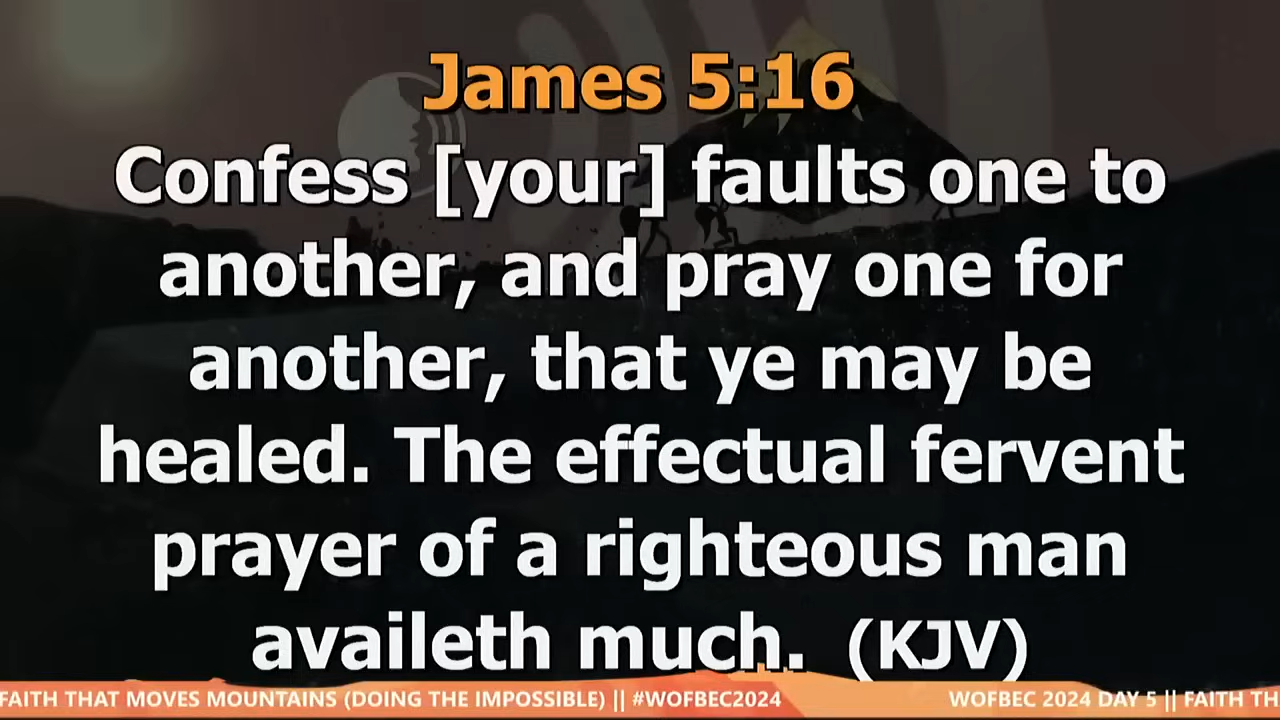 James 5:16
Confess [your] faults one to
another, and pray one for
another, that ye may be
healed. The effectual fervent
prayer of a righteous man
availeth much. (KJV)
FAITH THAT MOVES MOUNTAINS (DOING THE IMPOSSIBLE) || #WOFBEC2024 WOFBEC 2024 DAY 5 || FAITH TH